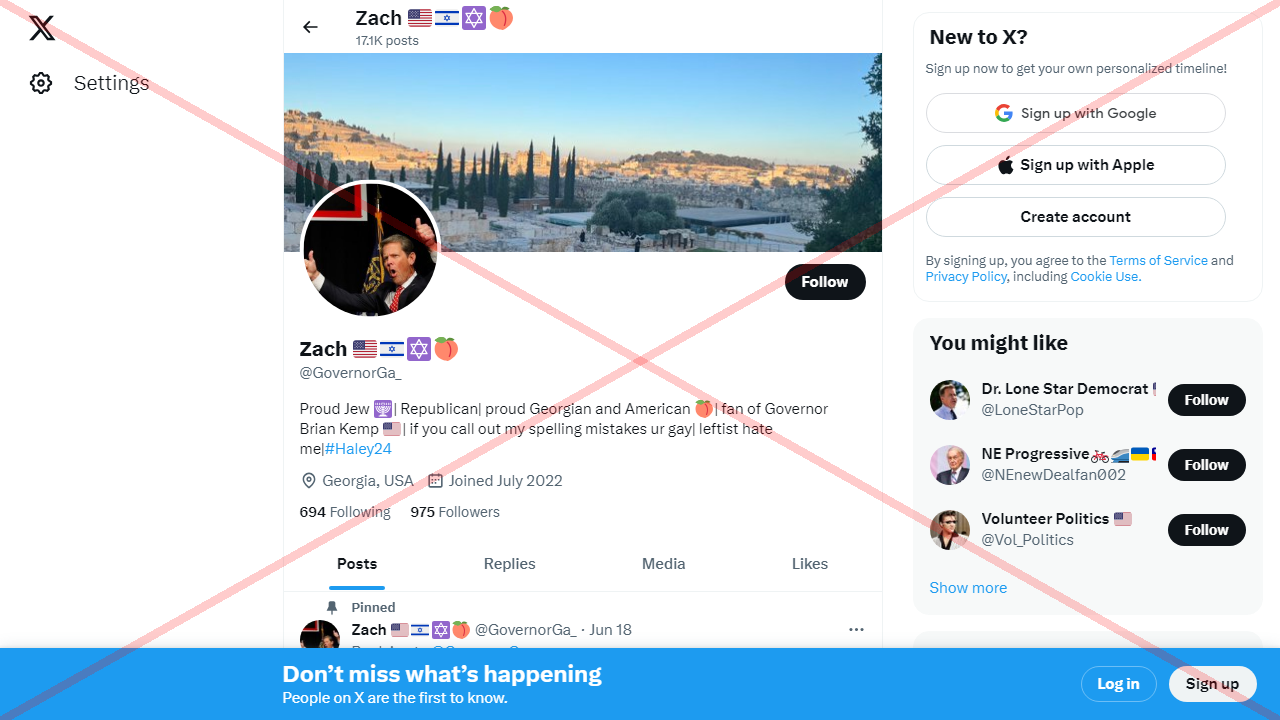 Settings
Zach 🇺🇸🇮🇱🔯🍑
17.1K posts
Follow
Zach 🇺🇸🇮🇱🔯🍑
@GovernorGa_
Proud Jew 🕎| Republican| proud Georgian and American 🍑| fan of Governor
Brian Kemp 🇺🇸| if you call out my spelling mistakes ur gay| leftist hate
me|#Haley24
Georgia, USA Joined July 2022
694 Following 975 Followers
Posts Replies Media Likes
Pinned
Zach 🇺🇸🇮🇱🔯🍑 @GovernorGa_ · Jun 18
New to X?
Sign up now to get your own personalized timeline!
Sign up with Google
Sign up with Apple
Create account
By signing up, you agree to the Terms of Service and
Privacy Policy, including Cookie Use.
You might like
Dr. Lone Star Democrat
@LoneStarPop
Follow
NE Progressive🚲🚄🇺🇦
@NEnewDealfan002
Follow
Volunteer Politics 🇺🇸
@Vol_Politics
Follow
Show more
Don’t miss what’s happening
People on X are the first to know.
Log in
Sign up